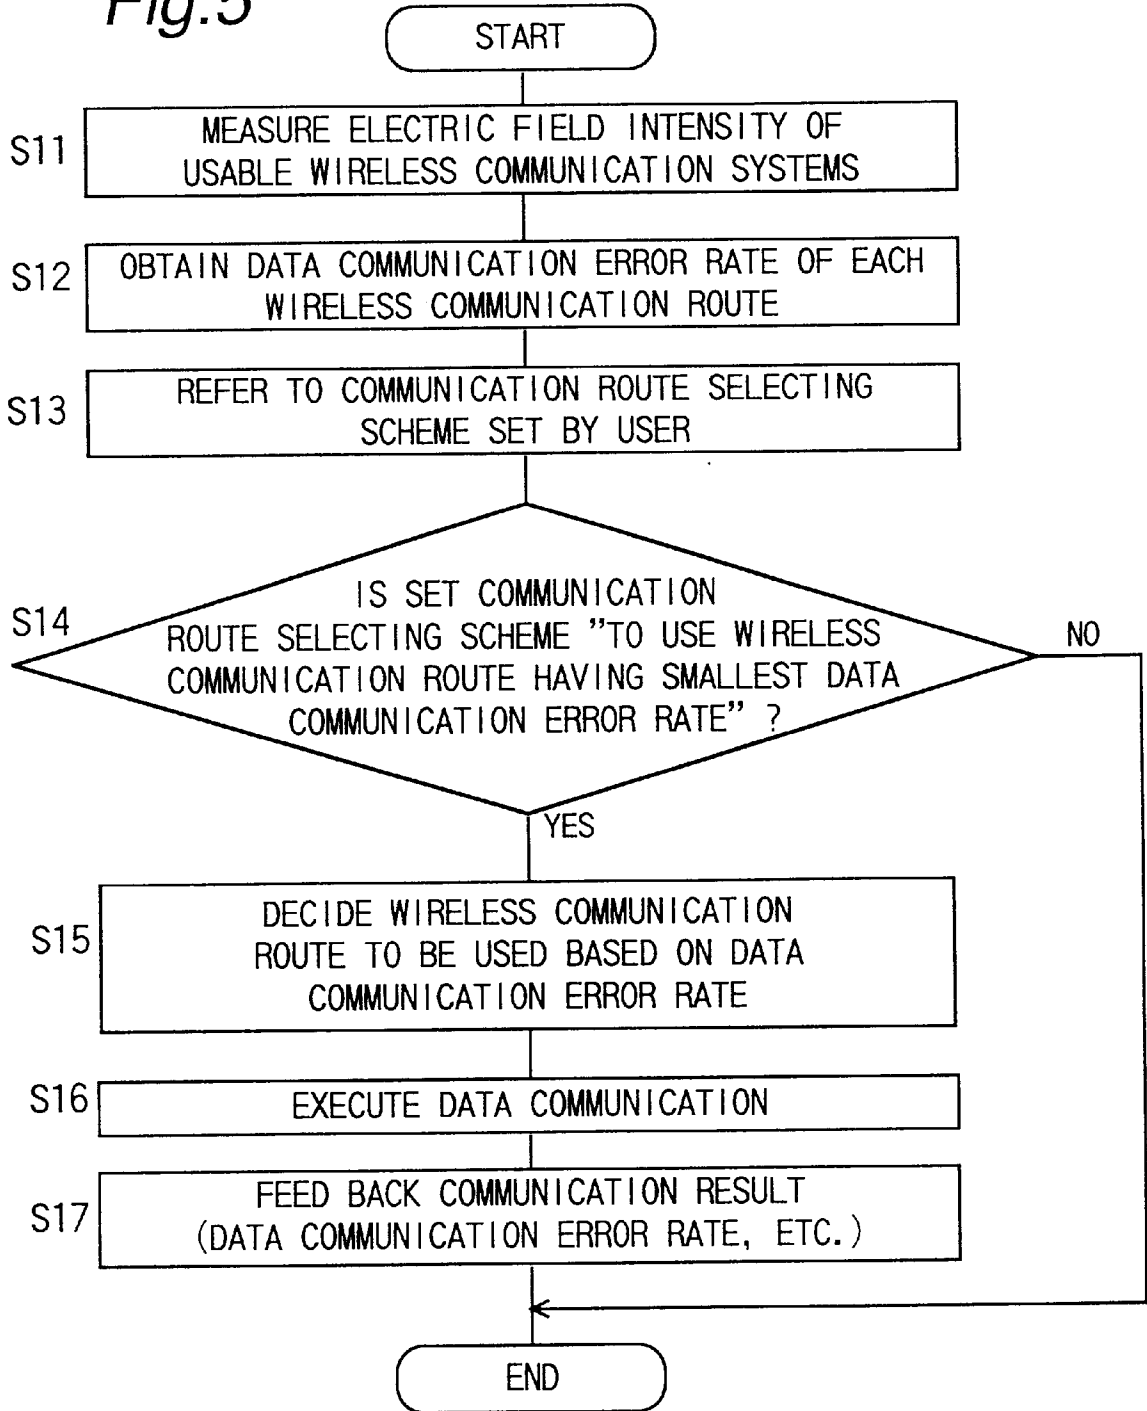 Fig.5
START
S11
MEASURE ELECTRIC FIELD INTENSITY OF
USABLE WIRELESS COMMUNICATION SYSTEMS
S12
OBTAIN DATA COMMUNICATION ERROR RATE OF EACH
WIRELESS COMMUNICATION ROUTE
S13
REFER TO COMMUNICATION ROUTE SELECTING
SCHEME SET BY USER
S14
IS SET COMMUNICATION
ROUTE SELECTING SCHEME "TO USE WIRELESS
COMMUNICATION ROUTE HAVING SMALLEST DATA
COMMUNICATION ERROR RATE" ?
NO
YES
S15
DECIDE WIRELESS COMMUNICATION
ROUTE TO BE USED BASED ON DATA
COMMUNICATION ERROR RATE
S16
EXECUTE DATA COMMUNICATION
S17
FEED BACK COMMUNICATION RESULT
(DATA COMMUNICATION ERROR RATE, ETC.)
END